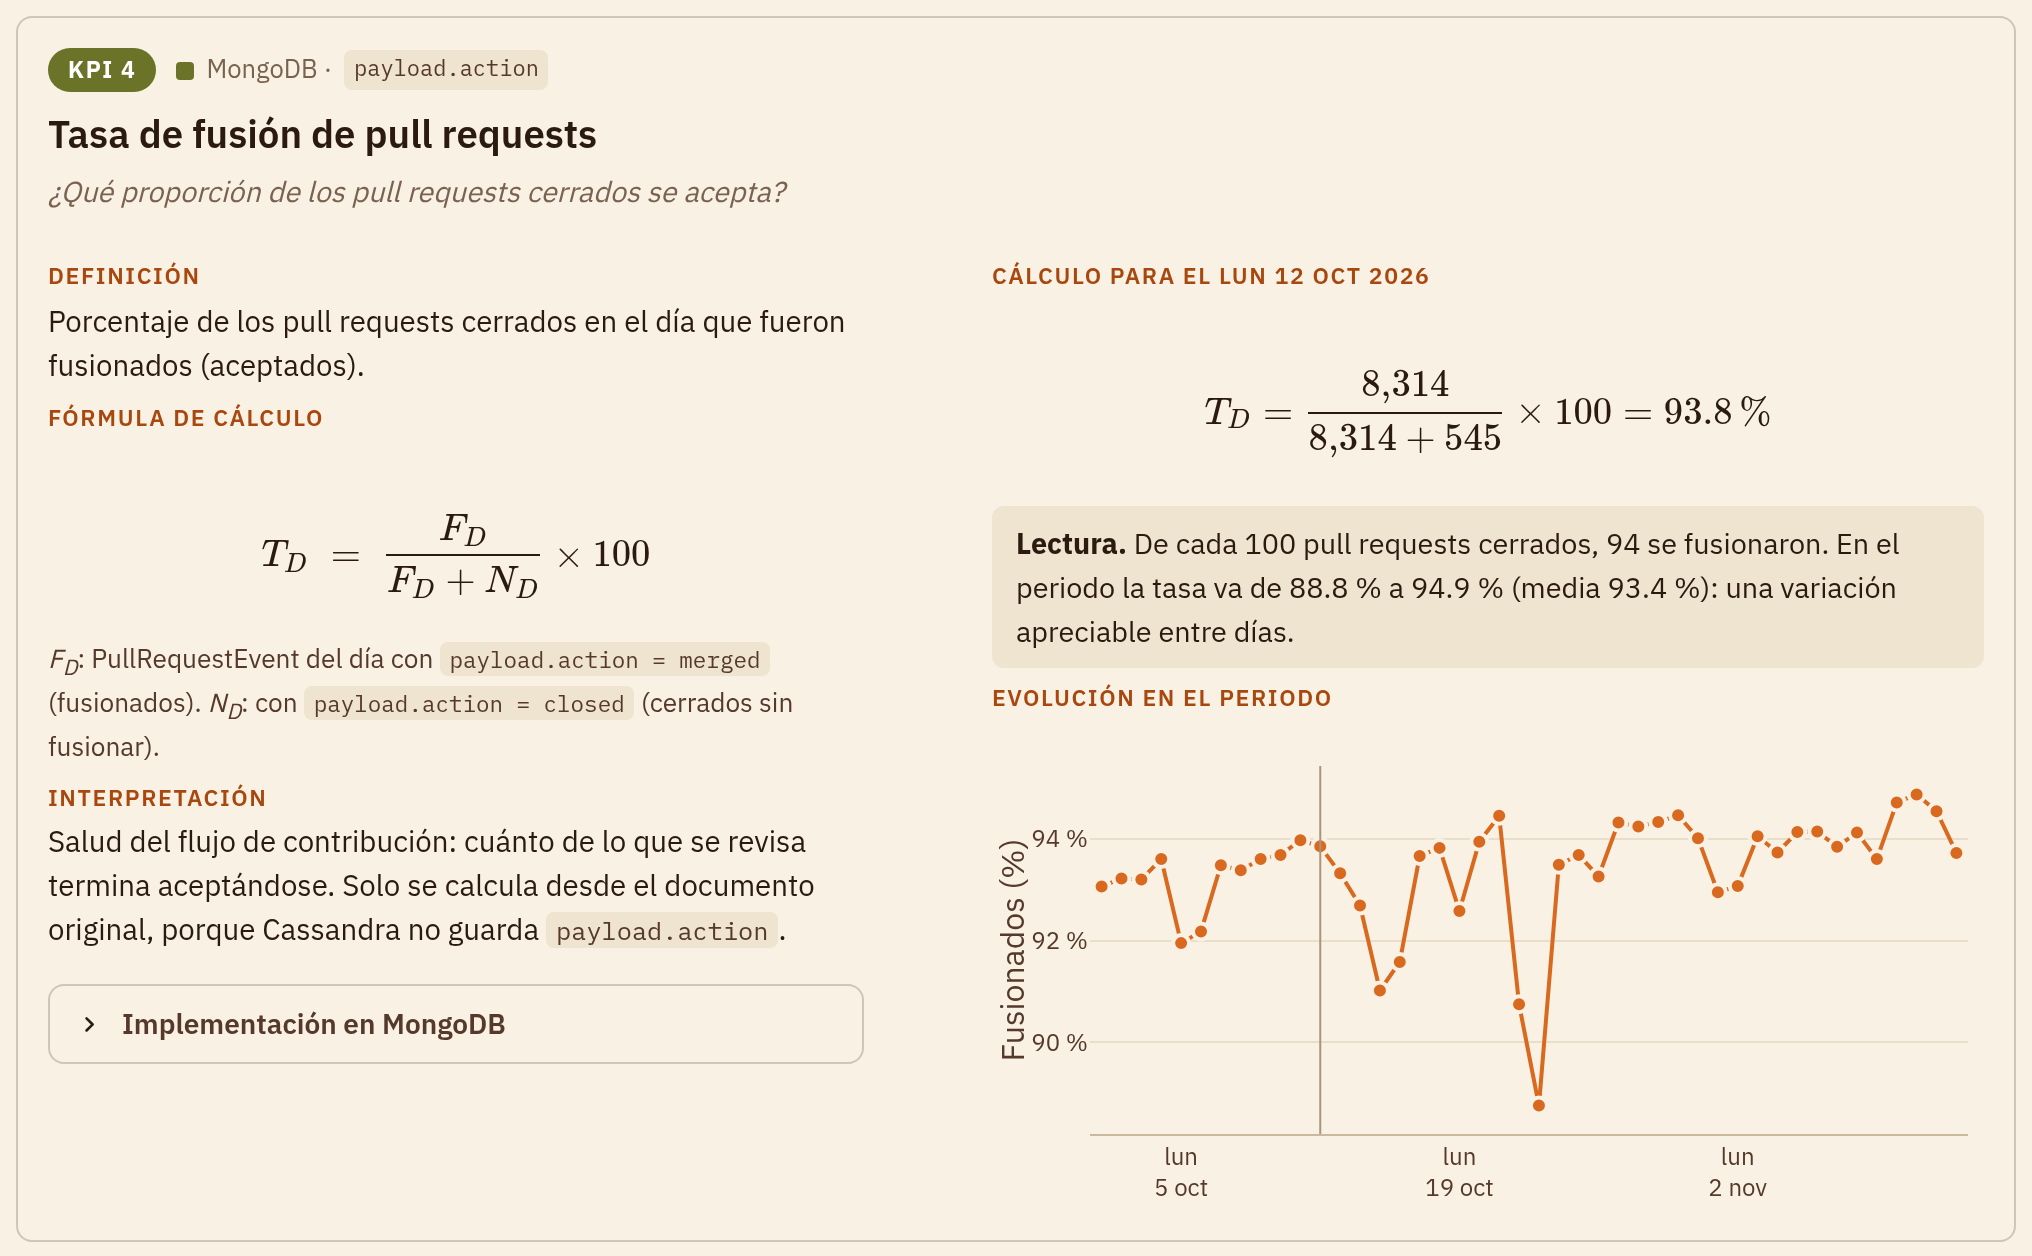 KPI 4 MongoDB · payload.action
Tasa de fusión de pull requests
¿Qué proporción de los pull requests cerrados se acepta?
DEFINICIÓN
Porcentaje de los pull requests cerrados en el día que fueron
fusionados (aceptados).
FÓRMULA DE CÁLCULO
T_D = F_D / (F_D + N_D) × 100
F_D: PullRequestEvent del día con payload.action = merged
(fusionados). N_D: con payload.action = closed (cerrados sin
fusionar).
INTERPRETACIÓN
Salud del flujo de contribución: cuánto de lo que se revisa
termina aceptándose. Solo se calcula desde el documento
original, porque Cassandra no guarda payload.action.
Implementación en MongoDB
CÁLCULO PARA EL LUN 12 OCT 2026
T_D = 8,314 / (8,314 + 545) × 100 = 93.8 %
Lectura. De cada 100 pull requests cerrados, 94 se fusionaron. En el
periodo la tasa va de 88.8 % a 94.9 % (media 93.4 %): una variación
apreciable entre días.
EVOLUCIÓN EN EL PERIODO
Fusionados (%)
94 %
92 %
90 %
lun
5 oct
lun
19 oct
lun
2 nov